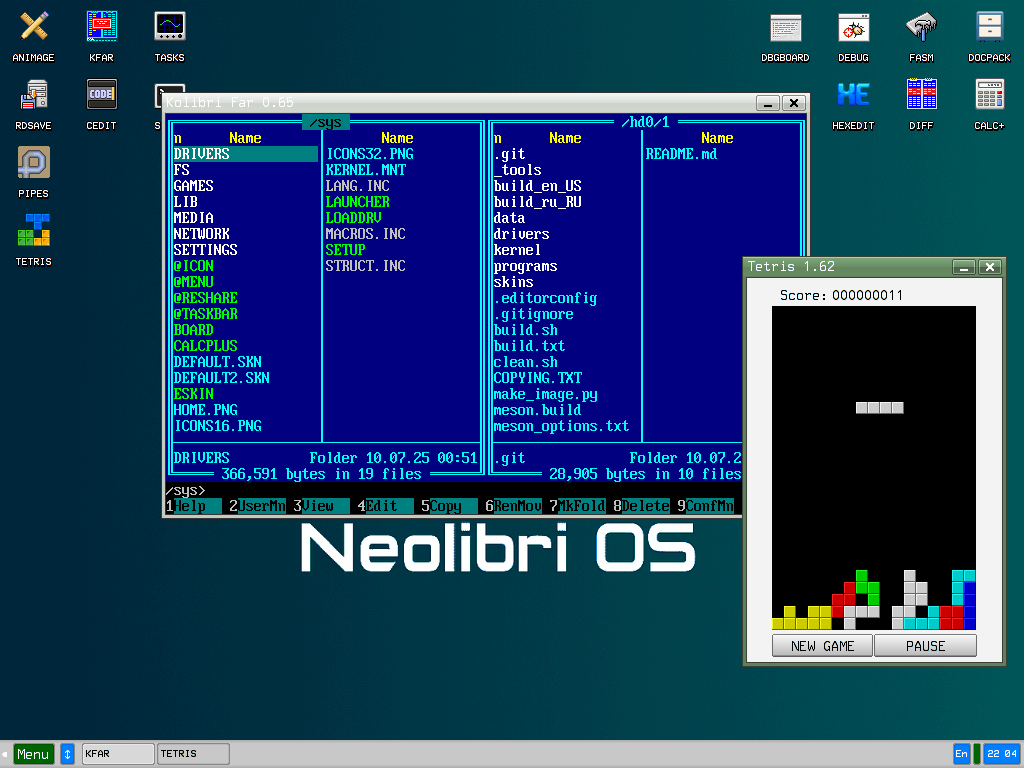 ANIMAGE
KFAR
TASKS
DBGBOARD
DEBUG
FASM
DOCPACK
RDSAVE
CEDIT
HEXEDIT
DIFF
CALC+
PIPES
TETRIS
Kolibri Far 0.65
/sys
n Name Name
DRIVERS ICONS32.PNG
FS KERNEL.MNT
GAMES LANG.INC
LIB LAUNCHER
MEDIA LOADDRV
NETWORK MACROS.INC
SETTINGS SETUP
@ICON STRUCT.INC
@MENU
@RESHARE
@TASKBAR
BOARD
CALCPLUS
DEFAULT.SKN
DEFAULT2.SKN
ESKIN
HOME.PNG
ICONS16.PNG
DRIVERS Folder 10.07.25 00:51
366,591 bytes in 19 files
/hd0/1
n Name Name
.git README.md
_tools
build_en_US
build_ru_RU
data
drivers
kernel
programs
skins
.editorconfig
.gitignore
build.sh
build.txt
clean.sh
COPYING.TXT
make_image.py
meson.build
meson_options.txt
.git Folder 10.07.2
28,905 bytes in 10 files
/sys>
1Help 2UserMn 3View 4Edit 5Copy 6RenMov 7MkFold 8Delete 9ConfMn
Tetris 1.62
Score: 000000011
NEW GAME PAUSE
Neolibri OS
Menu KFAR TETRIS En 22 04